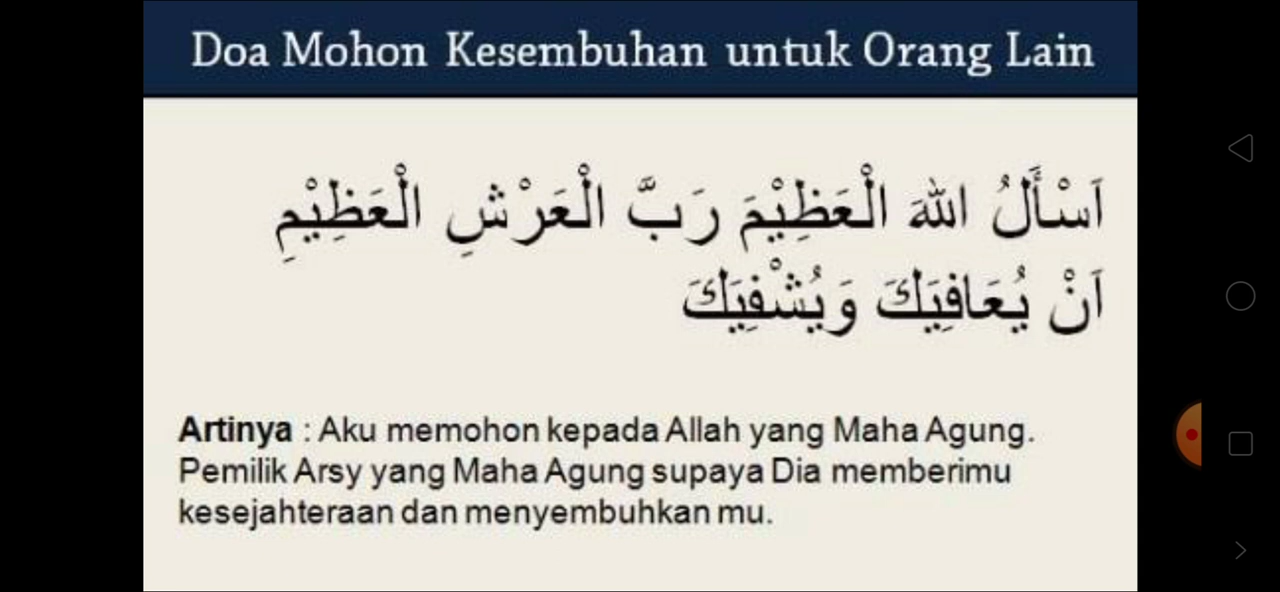 Doa Mohon Kesembuhan untuk Orang Lain
اَسْأَلُ اللهَ الْعَظِيْمَ رَبَّ الْعَرْشِ الْعَظِيْمِ
اَنْ يُعَافِيَكَ وَيُشْفِيَكَ
Artinya : Aku memohon kepada Allah yang Maha Agung.
Pemilik Arsy yang Maha Agung supaya Dia memberimu
kesejahteraan dan menyembuhkan mu.